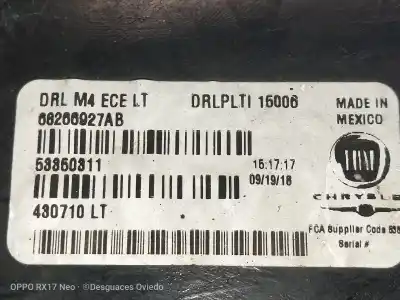 DRL M4 ECE LT DRLPLTI 15006
68266927AB
53350311
15:17:17
09/19/18
430710 LT
MADE IN
MEXICO
FIAT
CHRYSLER
FCA Supplier Code
Serial #
OPPO RX17 Neo · ©Desguaces Oviedo